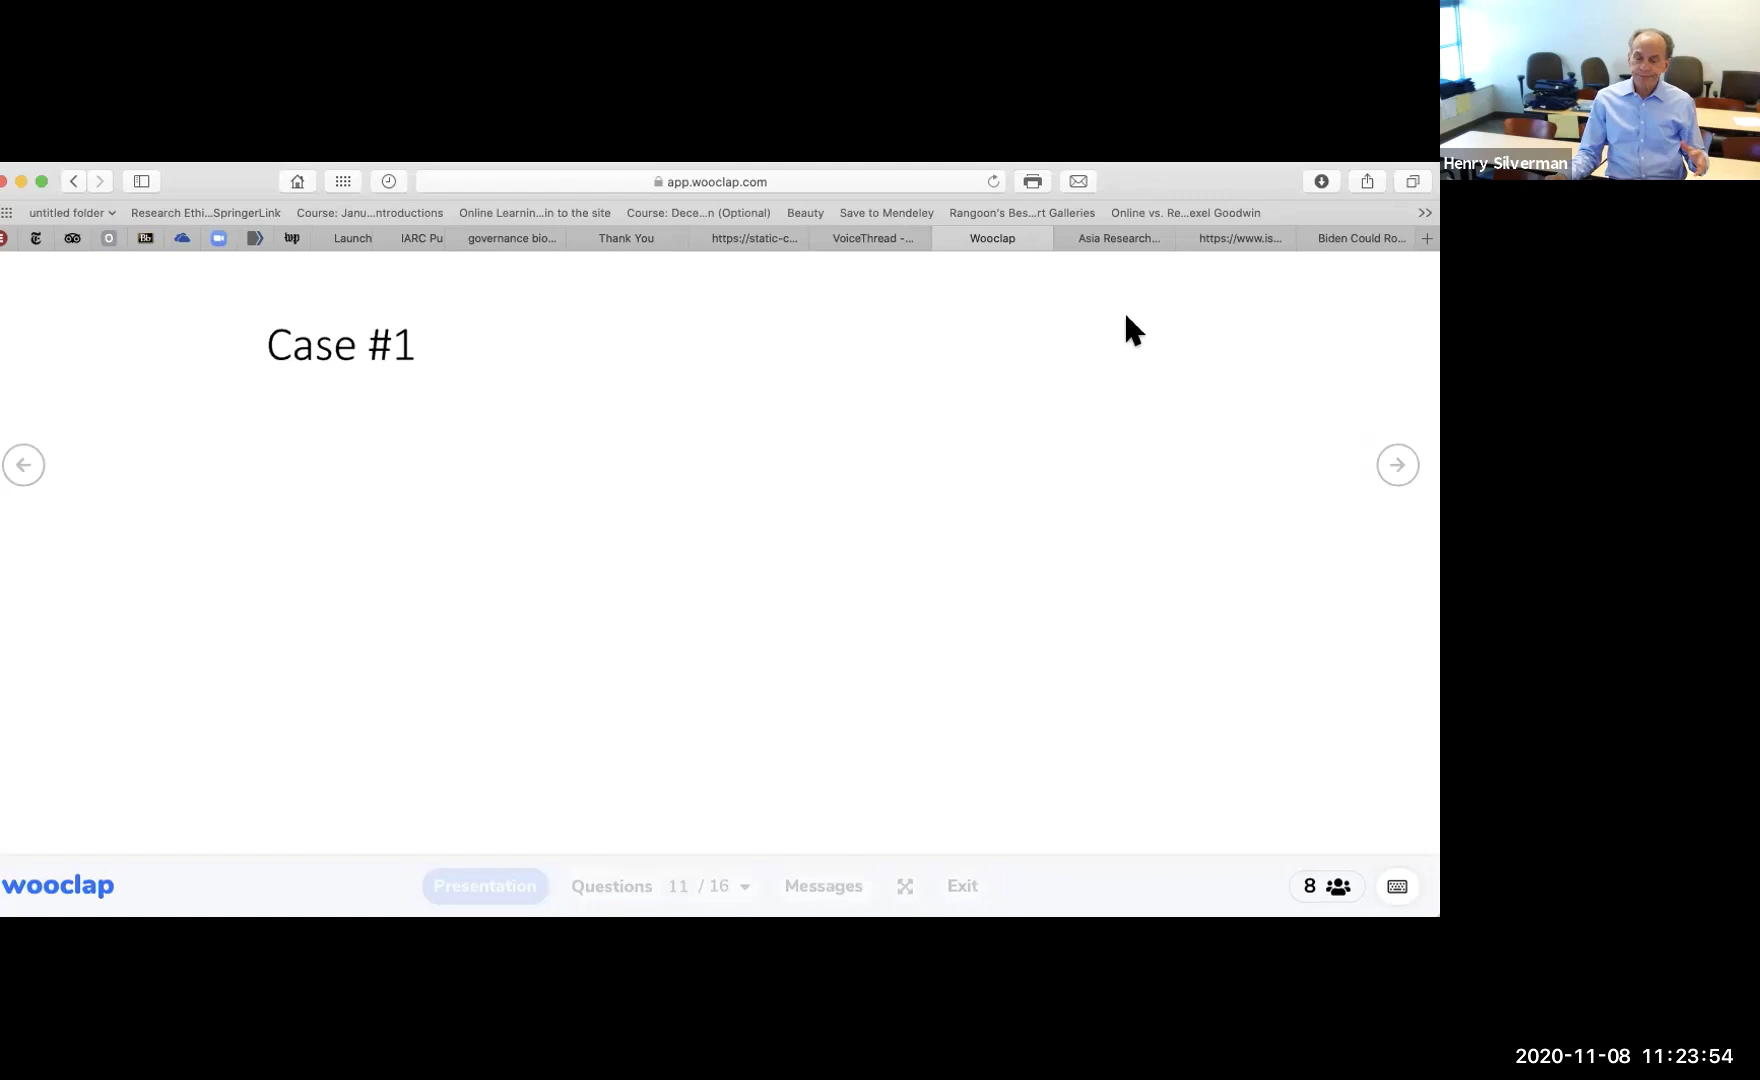 Henry Silverman
app.wooclap.com
untitled folder Research Ethi...SpringerLink Course: Janu...ntroductions Online Learnin...in to the site Course: Dece...n (Optional) Beauty Save to Mendeley Rangoon's Bes...rt Galleries Online vs. Re...exel Goodwin
O Bb wp Launch IARC Pu governance bio... Thank You https://static-c... VoiceThread -... Wooclap Asia Research... https://www.is... Biden Could Ro...
Case #1
wooclap Presentation Questions 11 / 16 Messages Exit 8
2020-11-08 11:23:54